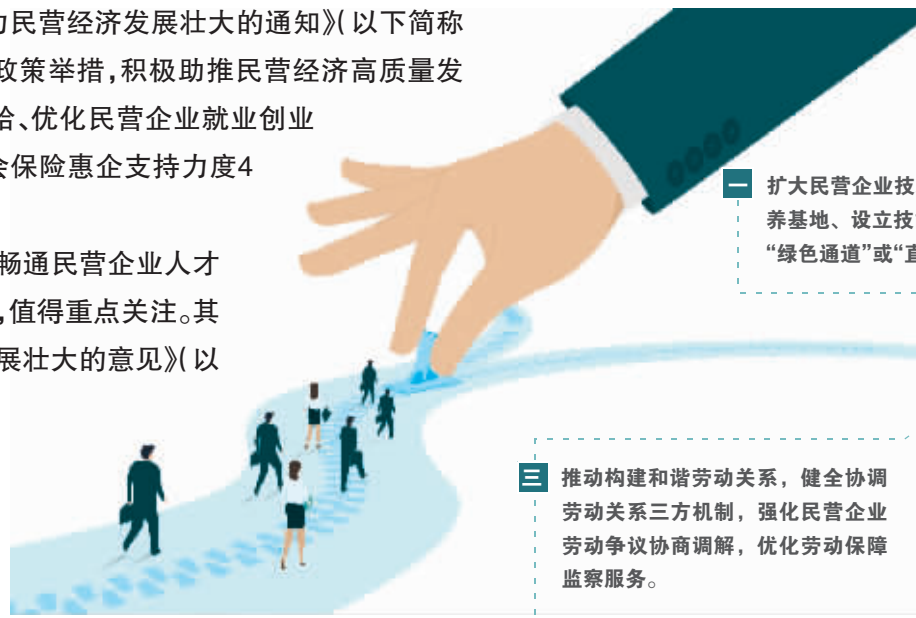 力民营经济发展壮大的通知》(以下简称
政策举措,积极助推民营经济高质量发
给、优化民营企业就业创业
会保险惠企支持力度4
畅通民营企业人才
,值得重点关注。其
展壮大的意见》(以
一 扩大民营企业技
养基地、设立技
“绿色通道”或“直
三 推动构建和谐劳动关系，健全协调
劳动关系三方机制，强化民营企业
劳动争议协商调解，优化劳动保障
监察服务。